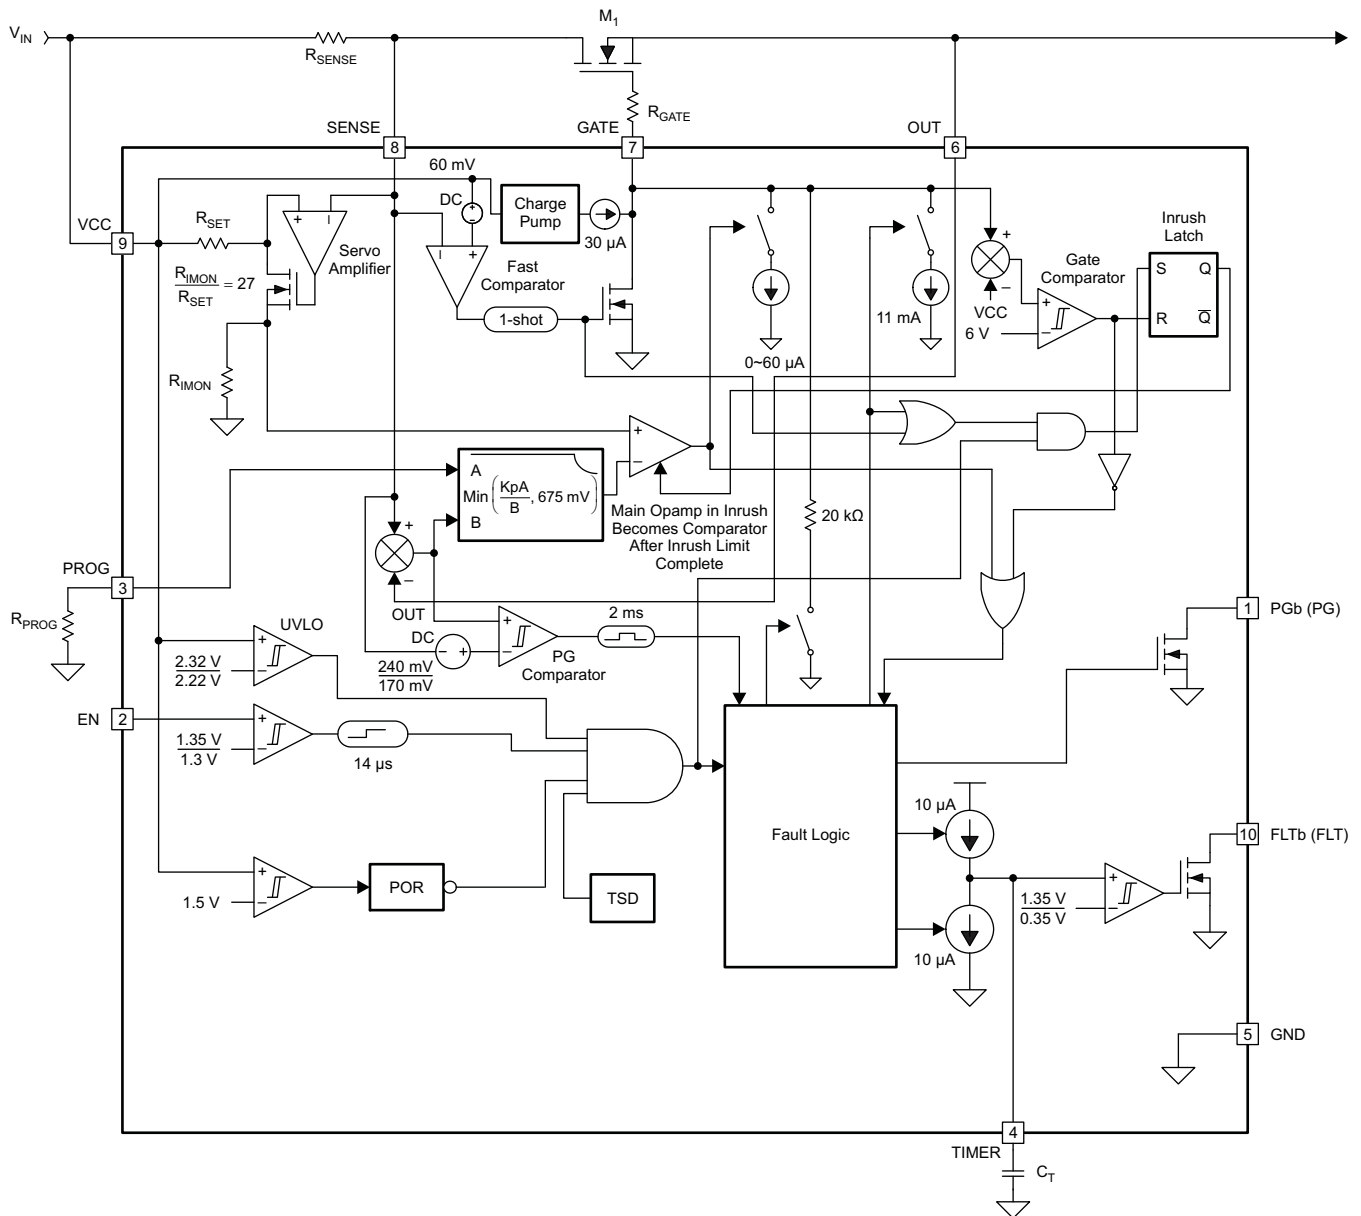 M1
VIN
RSENSE
RGATE
SENSE
GATE
OUT
8
7
6
60 mV
DC
+
−
Charge
Pump
30 µA
Inrush
Latch
VCC
9
RSET
+
−
Servo
Amplifier
RIMON
RSET
= 27
−
+
Fast
Comparator
1-shot
+
−
VCC
Gate
Comparator
+
−
6 V
S
Q
R
Q̅
11 mA
0~60 µA
RIMON
+
−
A
Min ( KpA
B , 675 mV )
B
Main Opamp in Inrush
Becomes Comparator
After Inrush Limit
Complete
20 kΩ
+
−
PROG
3
RPROG
OUT
DC
−
+
240 mV
170 mV
+
−
PG
Comparator
2 ms
UVLO
+
−
2.32 V
2.22 V
1
PGb (PG)
EN
2
+
−
1.35 V
1.3 V
14 µs
Fault Logic
10 µA
10 µA
10
FLTb (FLT)
+
−
1.5 V
POR
TSD
+
−
1.35 V
0.35 V
5
GND
4
TIMER
CT